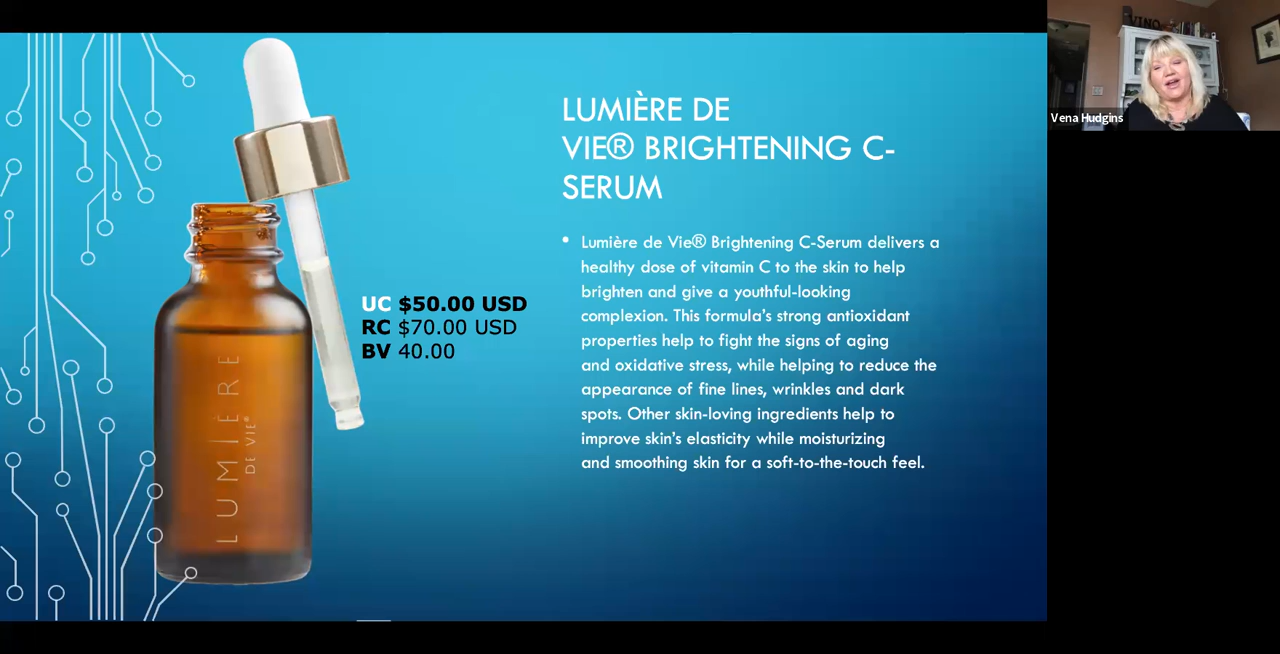 LUMIÈRE DE
VIE® BRIGHTENING C-
SERUM
Lumière de Vie® Brightening C-Serum delivers a
healthy dose of vitamin C to the skin to help
brighten and give a youthful-looking
complexion. This formula's strong antioxidant
properties help to fight the signs of aging
and oxidative stress, while helping to reduce the
appearance of fine lines, wrinkles and dark
spots. Other skin-loving ingredients help to
improve skin's elasticity while moisturizing
and smoothing skin for a soft-to-the-touch feel.
UC $50.00 USD
RC $70.00 USD
BV 40.00
LUMIÈRE
DE VIE®
VINO
Vena Hudgins